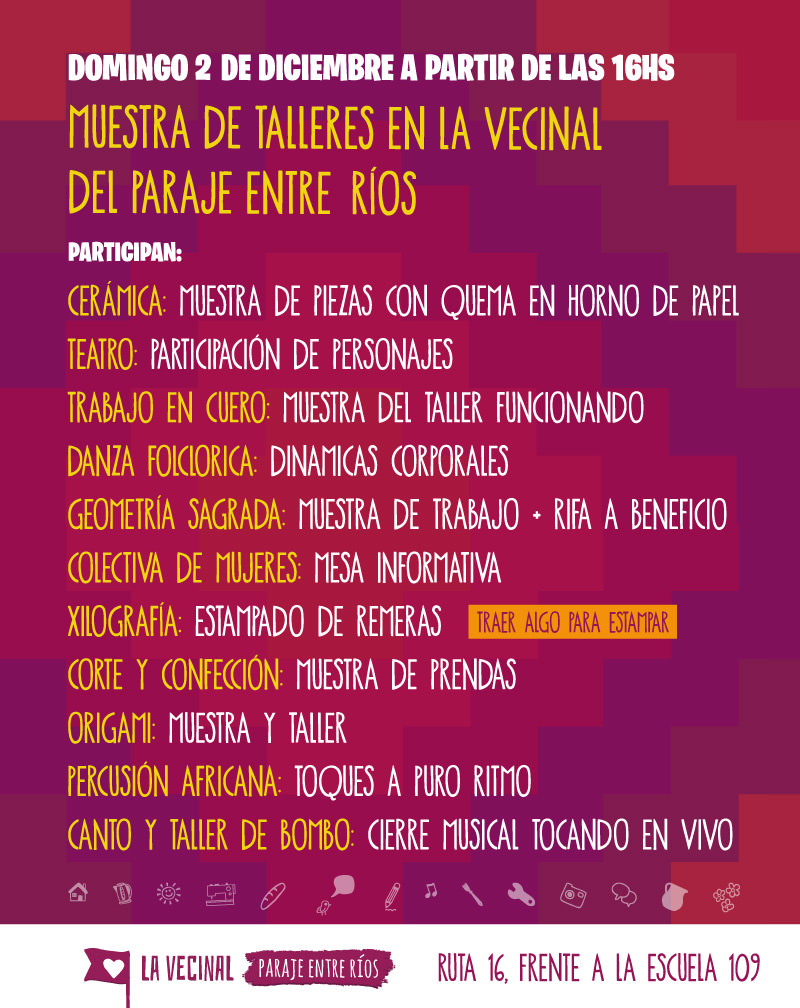 DOMINGO 2 DE DICIEMBRE A PARTIR DE LAS 16HS
MUESTRA DE TALLERES EN LA VECINAL
DEL PARAJE ENTRE RÍOS
PARTICIPAN:
CERÁMICA: MUESTRA DE PIEZAS CON QUEMA EN HORNO DE PAPEL
TEATRO: PARTICIPACIÓN DE PERSONAJES
TRABAJO EN CUERO: MUESTRA DEL TALLER FUNCIONANDO
DANZA FOLCLORICA: DINAMICAS CORPORALES
GEOMETRÍA SAGRADA: MUESTRA DE TRABAJO + RIFA A BENEFICIO
COLECTIVA DE MUJERES: MESA INFORMATIVA
XILOGRAFÍA: ESTAMPADO DE REMERAS TRAER ALGO PARA ESTAMPAR
CORTE Y CONFECCIÓN: MUESTRA DE PRENDAS
ORIGAMI: MUESTRA Y TALLER
PERCUSIÓN AFRICANA: TOQUES A PURO RITMO
CANTO Y TALLER DE BOMBO: CIERRE MUSICAL TOCANDO EN VIVO
LA VECINAL PARAJE ENTRE RÍOS RUTA 16, FRENTE A LA ESCUELA 109